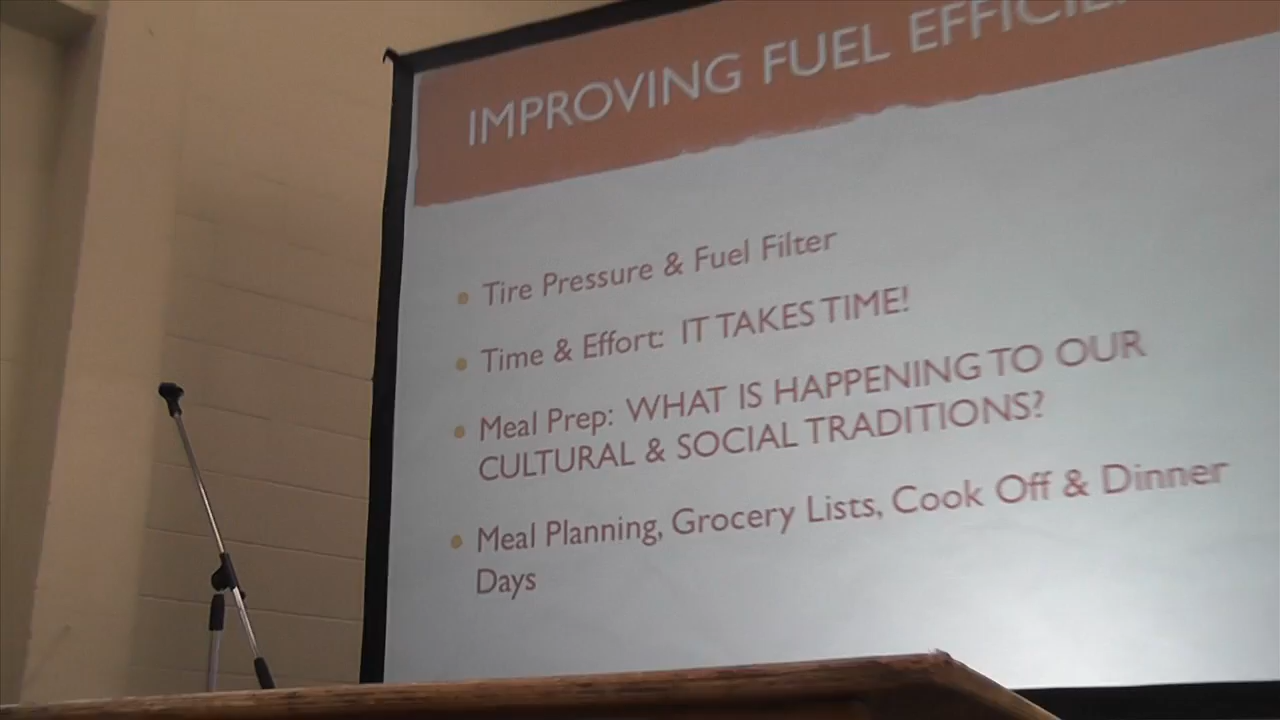 IMPROVING FUEL
• Tire Pressure & Fuel Filter
• Time & Effort: IT TAKES TIME!
• Meal Prep: WHAT IS HAPPENING TO OUR
CULTURAL & SOCIAL TRADITIONS?
• Meal Planning, Grocery Lists, Cook Off & Dinner
Days